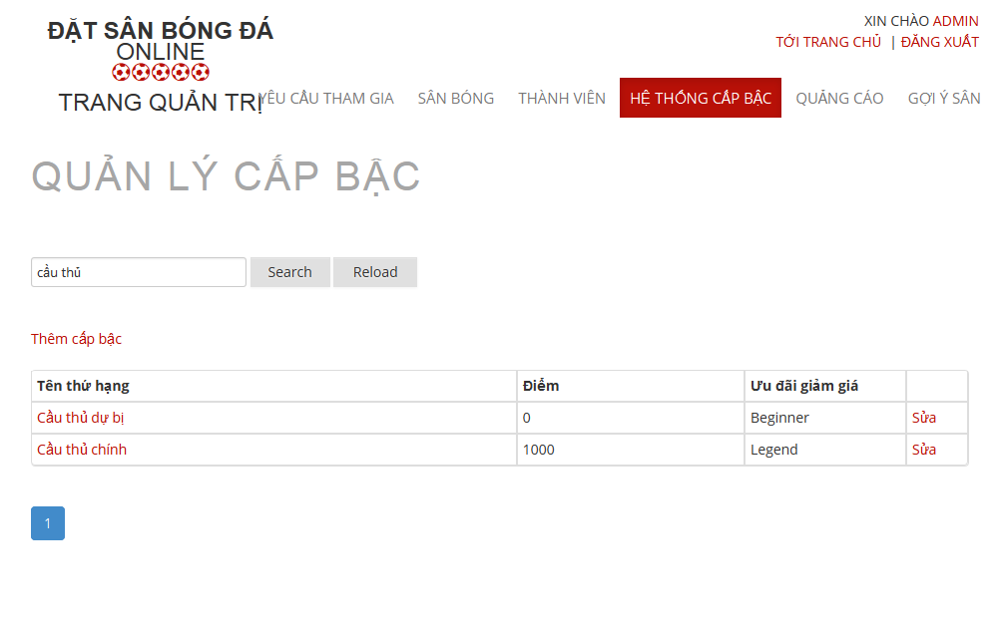 ĐẶT SÂN BÓNG ĐÁ
ONLINE
TRANG QUẢN TRỊ
XIN CHÀO ADMIN
TỚI TRANG CHỦ | ĐĂNG XUẤT
YÊU CẦU THAM GIA SÂN BÓNG THÀNH VIÊN HỆ THỐNG CẤP BẬC QUẢNG CÁO GỢI Ý SÂN
QUẢN LÝ CẤP BẬC
cầu thủ Search Reload
Thêm cấp bậc
Tên thứ hạng Điểm Ưu đãi giảm giá
Cầu thủ dự bị 0 Beginner Sửa
Cầu thủ chính 1000 Legend Sửa
1